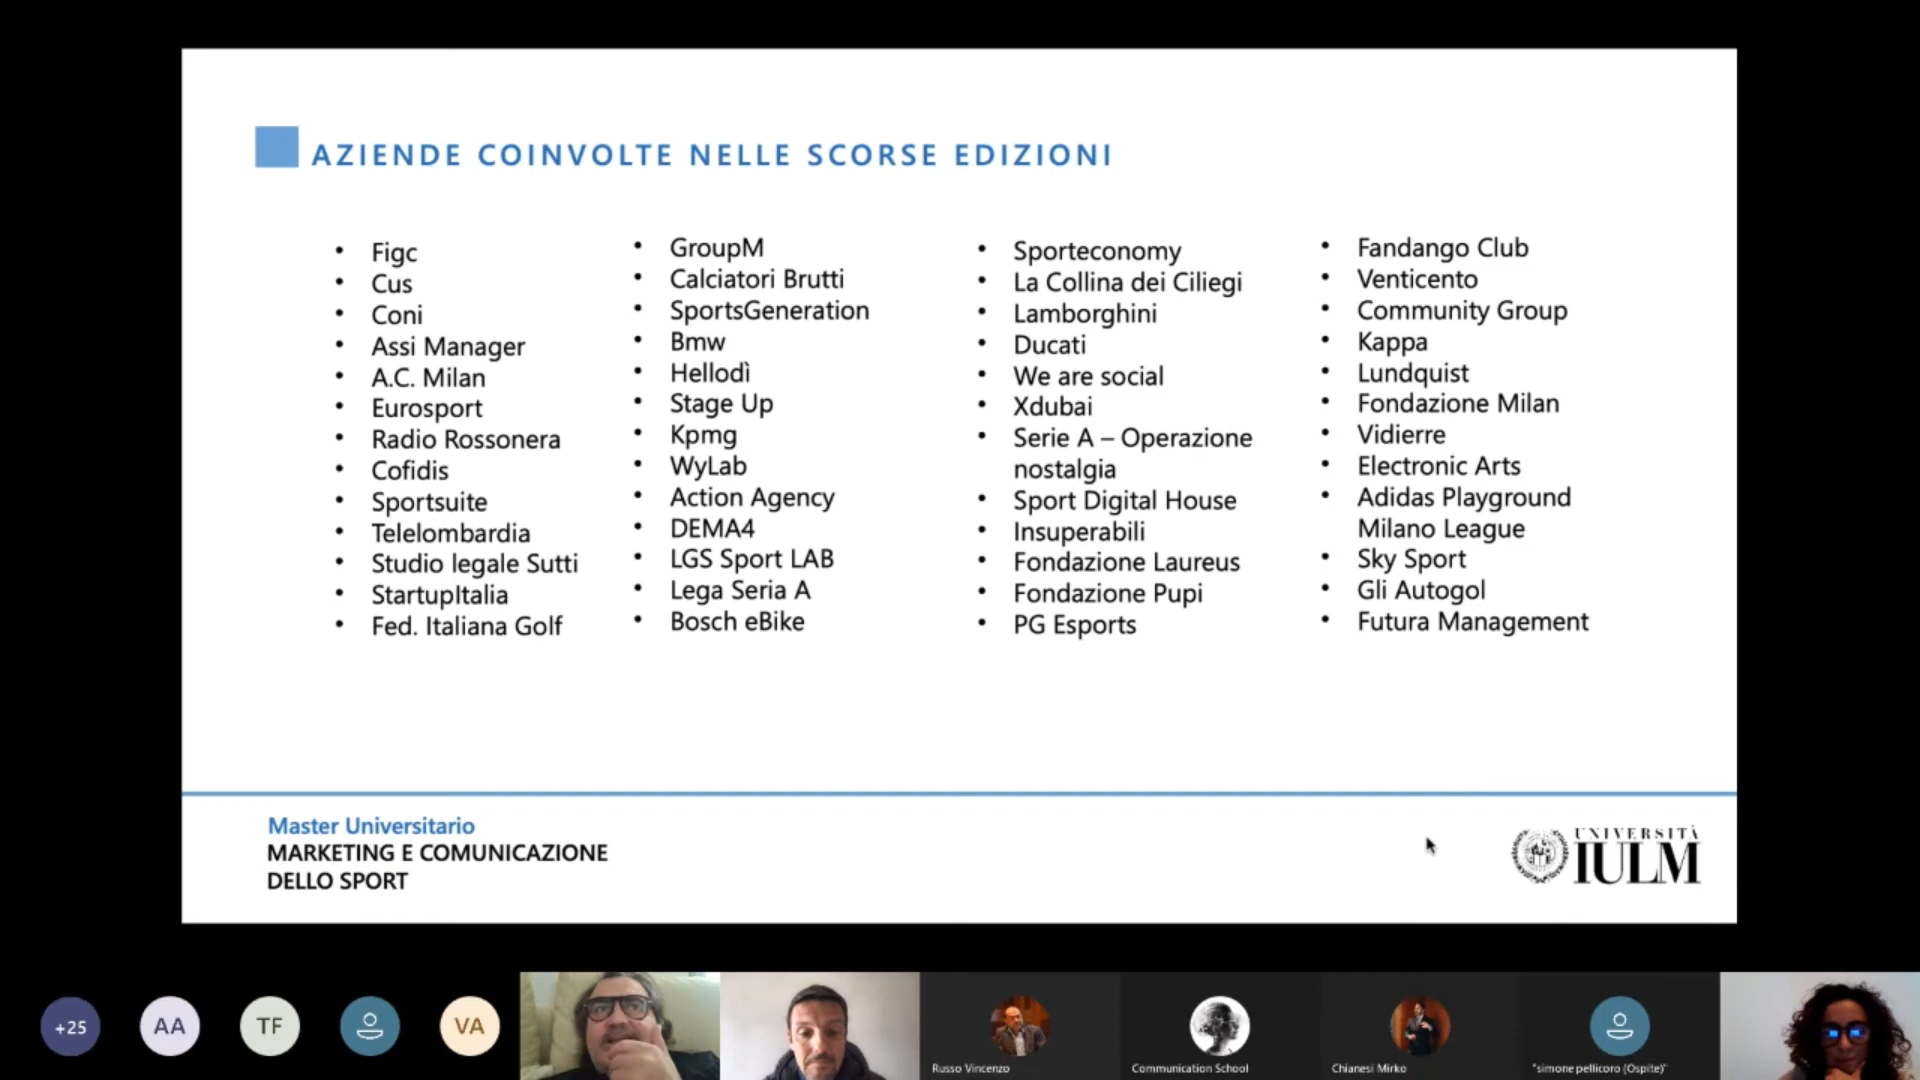 AZIENDE COINVOLTE NELLE SCORSE EDIZIONI
• Figc
• Cus
• Coni
• Assi Manager
• A.C. Milan
• Eurosport
• Radio Rossonera
• Cofidis
• Sportsuite
• Telelombardia
• Studio legale Sutti
• StartupItalia
• Fed. Italiana Golf
• GroupM
• Calciatori Brutti
• SportsGeneration
• Bmw
• Hellodì
• Stage Up
• Kpmg
• WyLab
• Action Agency
• DEMA4
• LGS Sport LAB
• Lega Seria A
• Bosch eBike
• Sporteconomy
• La Collina dei Ciliegi
• Lamborghini
• Ducati
• We are social
• Xdubai
• Serie A – Operazione
nostalgia
• Sport Digital House
• Insuperabili
• Fondazione Laureus
• Fondazione Pupi
• PG Esports
• Fandango Club
• Venticento
• Community Group
• Kappa
• Lundquist
• Fondazione Milan
• Vidierre
• Electronic Arts
• Adidas Playground
Milano League
• Sky Sport
• Gli Autogol
• Futura Management
Master Universitario
MARKETING E COMUNICAZIONE
DELLO SPORT
UNIVERSITÀ
IULM
+25
AA
TF
VA
Russo Vincenzo
Communication School
Chianesi Mirko
"simone pellicoro (Ospite)"